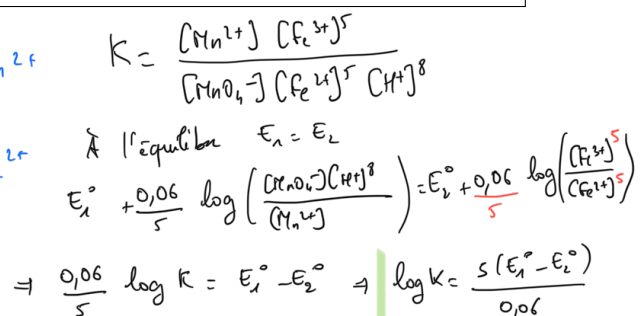 K = [Mn²⁺] [Fe³⁺]⁵ / [MnO₄⁻] [Fe²⁺]⁵ [H⁺]⁸
2+
À l'équilibre E₁ = E₂
2+
E₁° + 0,06/5 log ( [MnO₄⁻] [H⁺]⁸ / [Mn²⁺] ) = E₂° + 0,06/5 log ( [Fe³⁺]⁵ / [Fe²⁺]⁵ )
⇒ 0,06/5 log K = E₁° - E₂° ⇒ log K = 5 (E₁° - E₂°) / 0,06